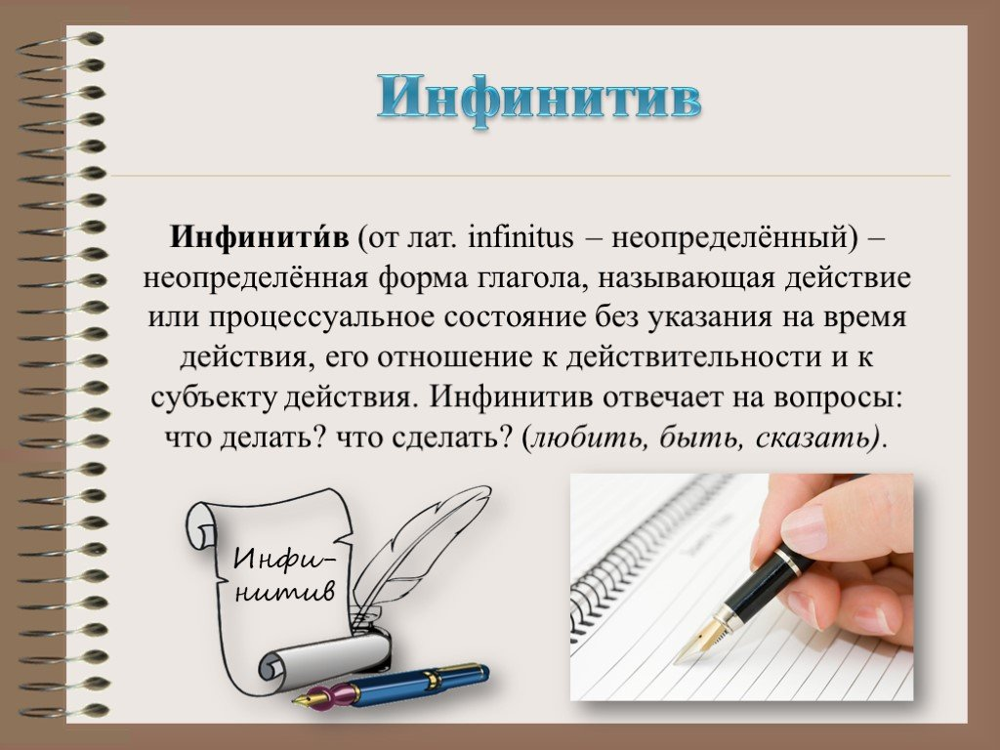 Инфинитив
Инфинити́в (от лат. infinitus – неопределённый) –
неопределённая форма глагола, называющая действие
или процессуальное состояние без указания на время
действия, его отношение к действительности и к
субъекту действия. Инфинитив отвечает на вопросы:
что делать? что сделать? (любить, быть, сказать).
Инфи-
нитив